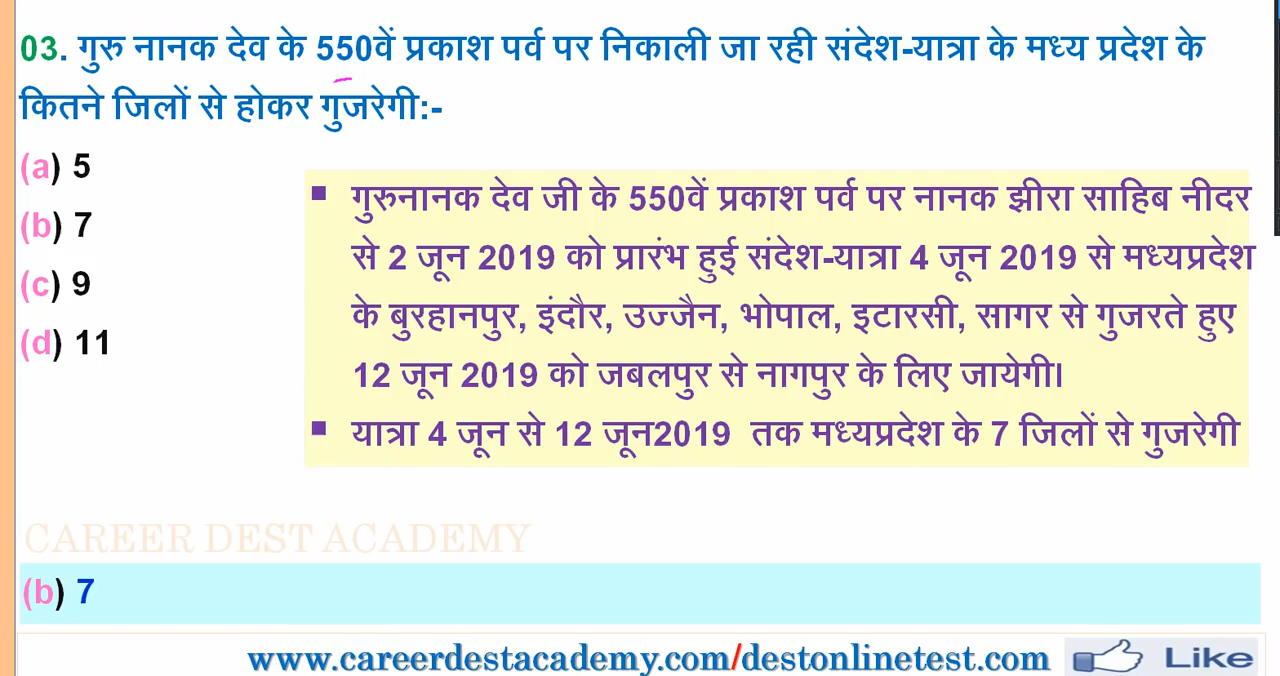 03. गुरु नानक देव के 550वें प्रकाश पर्व पर निकाली जा रही संदेश-यात्रा के मध्य प्रदेश के
कितने जिलों से होकर गुजरेगी:-
(a) 5
(b) 7
(c) 9
(d) 11
▪ गुरुनानक देव जी के 550वें प्रकाश पर्व पर नानक झीरा साहिब नीदर
से 2 जून 2019 को प्रारंभ हुई संदेश-यात्रा 4 जून 2019 से मध्यप्रदेश
के बुरहानपुर, इंदौर, उज्जैन, भोपाल, इटारसी, सागर से गुजरते हुए
12 जून 2019 को जबलपुर से नागपुर के लिए जायेगी।
▪ यात्रा 4 जून से 12 जून2019 तक मध्यप्रदेश के 7 जिलों से गुजरेगी
CAREER DEST ACADEMY
(b) 7
www.careerdestacademy.com/destonlinetest.com Like